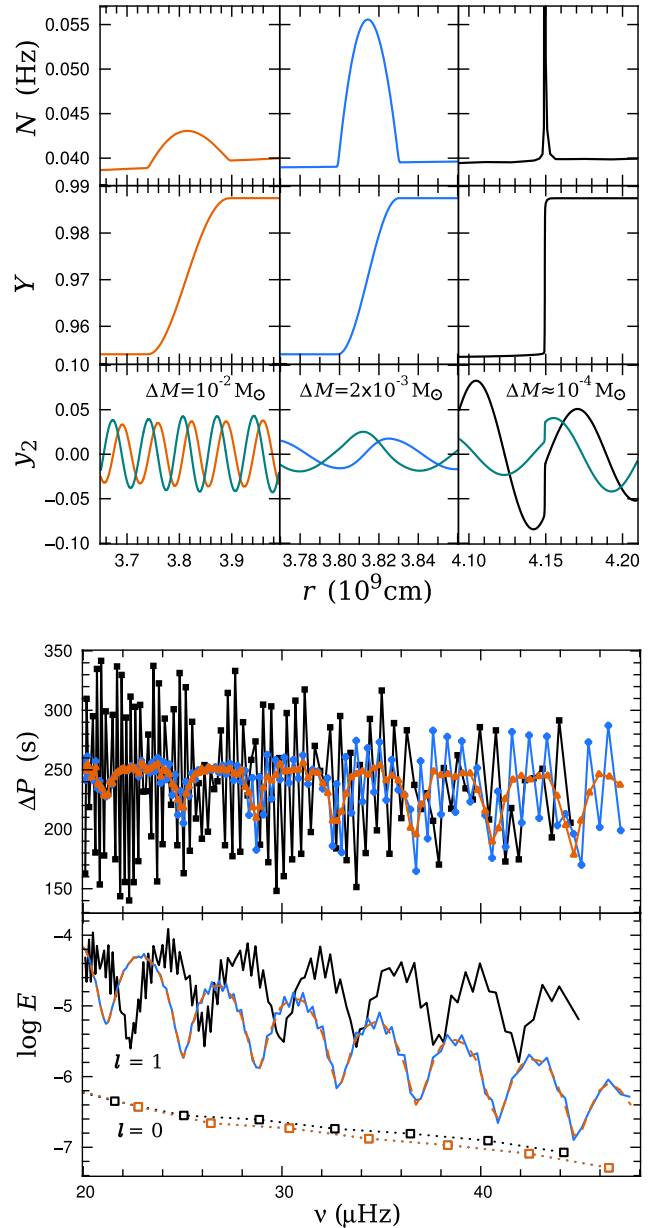 0.055
0.050
0.045
0.040
N (Hz)
0.99
0.98
0.97
0.96
Y
0.10
0.05
0.00
−0.05
−0.10
y₂
ΔM=10⁻² M☉
ΔM=2x10⁻³ M☉
ΔM≈10⁻⁴ M☉
3.7 3.8 3.9 3.78 3.80 3.82 3.84 4.10 4.15 4.20
r (10⁹cm)
350
300
250
200
150
ΔP (s)
−4
−5
−6
−7
log E
l = 1
l = 0
20 30 40
ν (μHz)